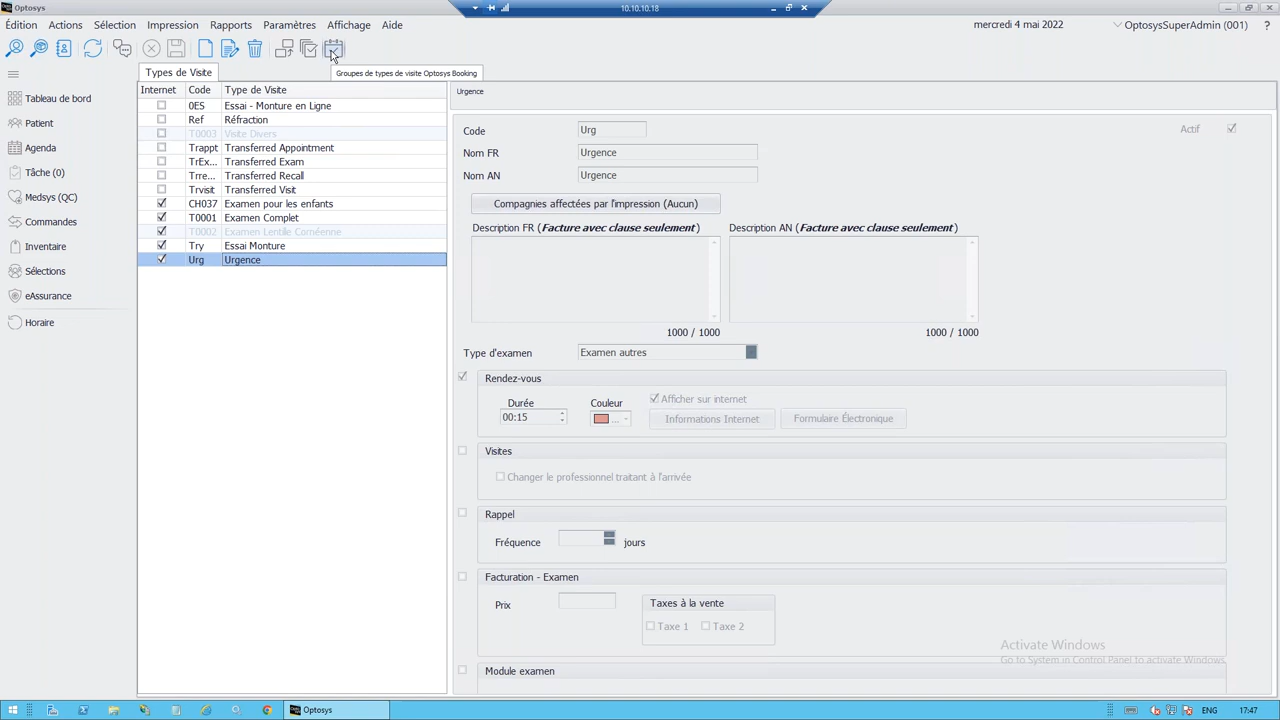 Optosys
10.10.10.18
Édition Actions Sélection Impression Rapports Paramètres Affichage Aide
mercredi 4 mai 2022
OptosysSuperAdmin (001)
?
Groupes de types de visite Optosys Booking
Types de Visite
Tableau de bord
Patient
Agenda
Tâche (0)
Medsys (QC)
Commandes
Inventaire
Sélections
eAssurance
Horaire
Internet Code Type de Visite
0ES Essai - Monture en Ligne
Ref Réfraction
T0003 Visite Divers
Trappt Transferred Appointment
TrEx... Transferred Exam
Trre... Transferred Recall
Trvisit Transferred Visit
CH037 Examen pour les enfants
T0001 Examen Complet
T0002 Examen Lentille Cornéenne
Try Essai Monture
Urg Urgence
Urgence
Code Urg Actif
Nom FR Urgence
Nom AN Urgence
Compagnies affectées par l'impression (Aucun)
Description FR (Facture avec clause seulement) Description AN (Facture avec clause seulement)
1000 / 1000 1000 / 1000
Type d'examen Examen autres
Rendez-vous
Durée Couleur Afficher sur internet
00:15 ... Informations Internet Formulaire Électronique
Visites
Changer le professionnel traitant à l'arrivée
Rappel
Fréquence jours
Facturation - Examen
Prix Taxes à la vente
Taxe 1 Taxe 2
Module examen
Activate Windows
Go to System in Control Panel to activate Windows.
Optosys
ENG 17:47